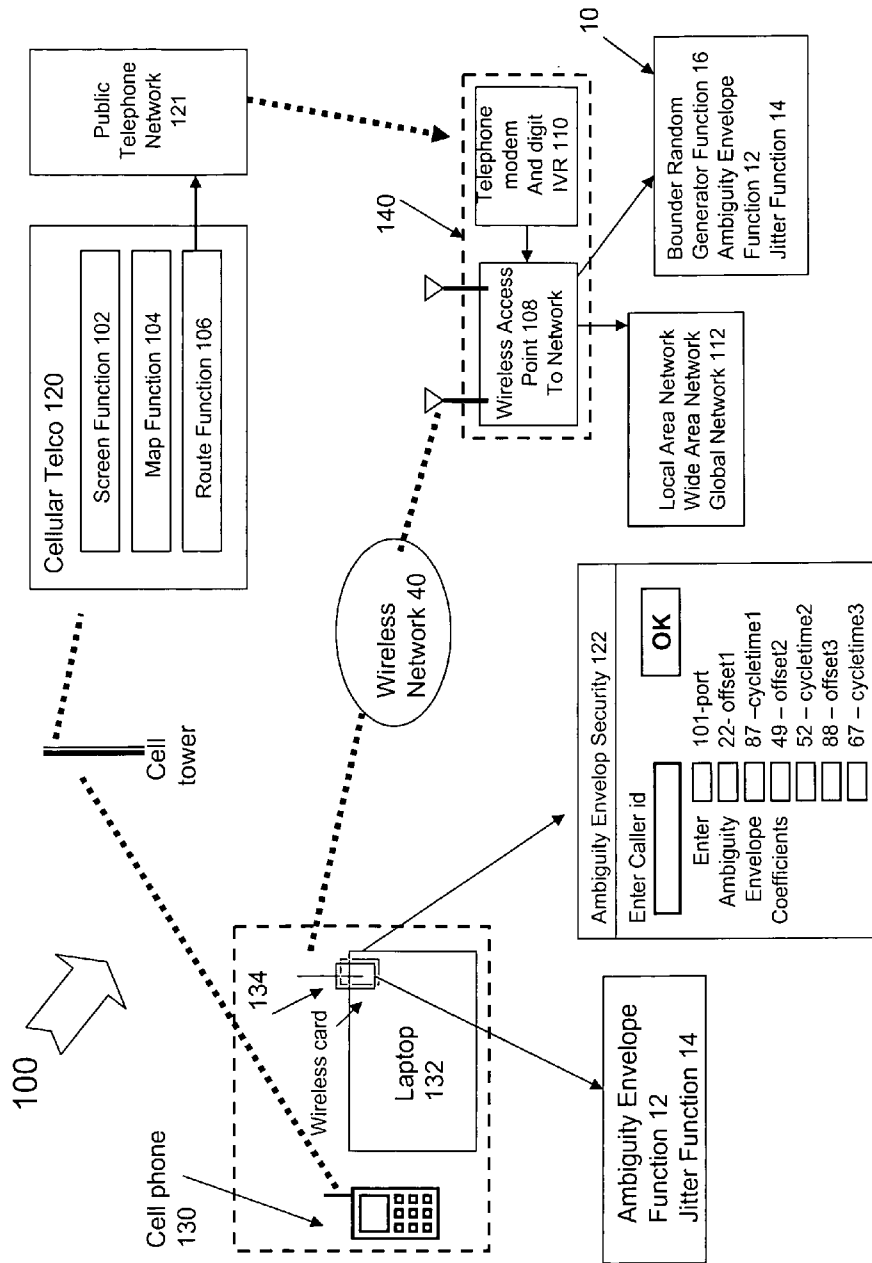 100
Cell phone
130
134
Wireless card
Laptop
132
Cell
tower
Cellular Telco 120
Screen Function 102
Map Function 104
Route Function 106
Public
Telephone
Network
121
Wireless
Network 40
140
Telephone
modem
And digit
IVR 110
Wireless Access
Point 108
To Network
10
Bounder Random
Generator Function 16
Ambiguity Envelope
Function 12
Jitter Function 14
Local Area Network
Wide Area Network
Global Network 112
Ambiguity Envelop Security 122
Enter Caller id
OK
Enter
Ambiguity
Envelope
Coefficients
101-port
22- offset1
87 –cycletime1
49 – offset2
52 – cycletime2
88 – offset3
67 – cycletime3
Ambiguity Envelope
Function 12
Jitter Function 14